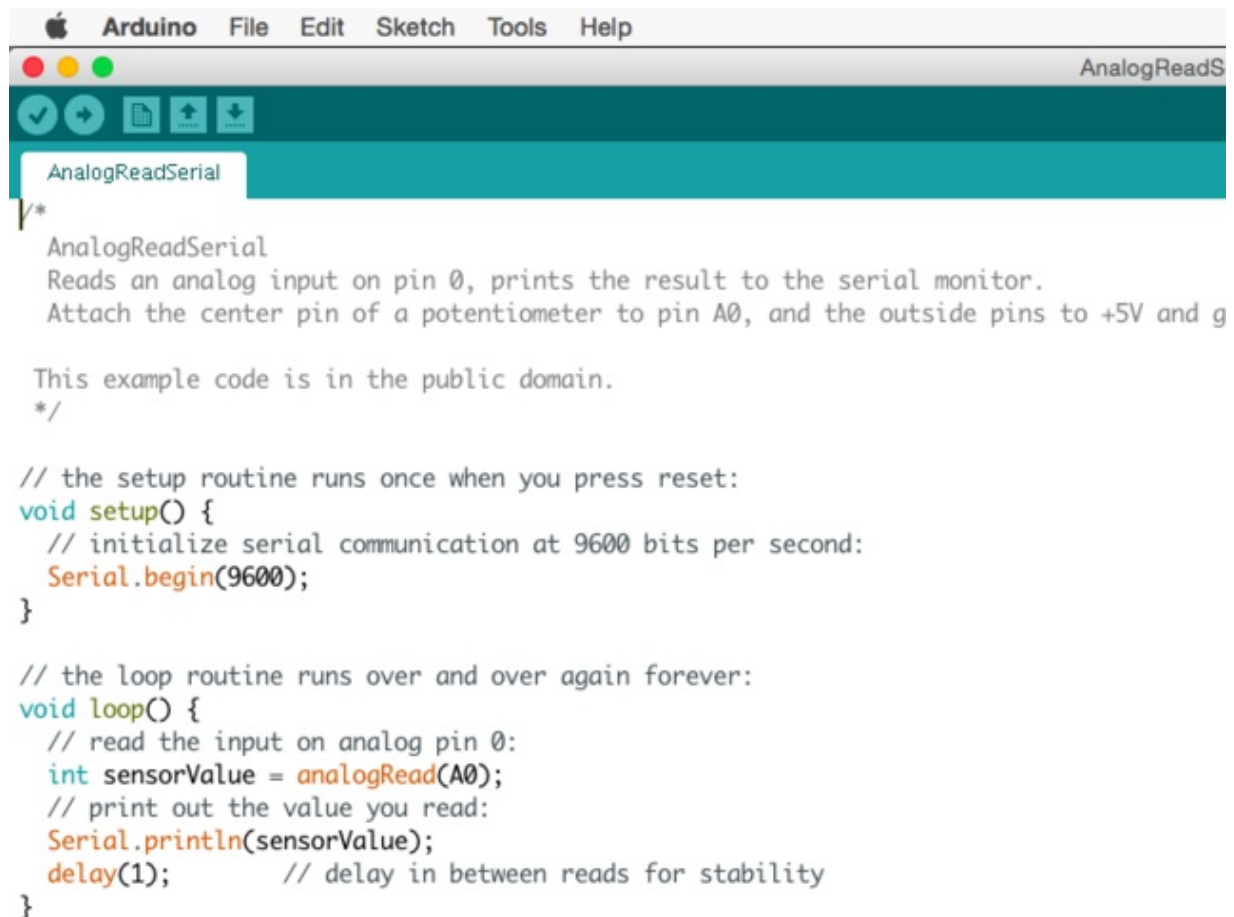 Arduino File Edit Sketch Tools Help
AnalogReadS
AnalogReadSerial
/*
  AnalogReadSerial
  Reads an analog input on pin 0, prints the result to the serial monitor.
  Attach the center pin of a potentiometer to pin A0, and the outside pins to +5V and g

 This example code is in the public domain.
 */

// the setup routine runs once when you press reset:
void setup() {
  // initialize serial communication at 9600 bits per second:
  Serial.begin(9600);
}

// the loop routine runs over and over again forever:
void loop() {
  // read the input on analog pin 0:
  int sensorValue = analogRead(A0);
  // print out the value you read:
  Serial.println(sensorValue);
  delay(1);        // delay in between reads for stability
}